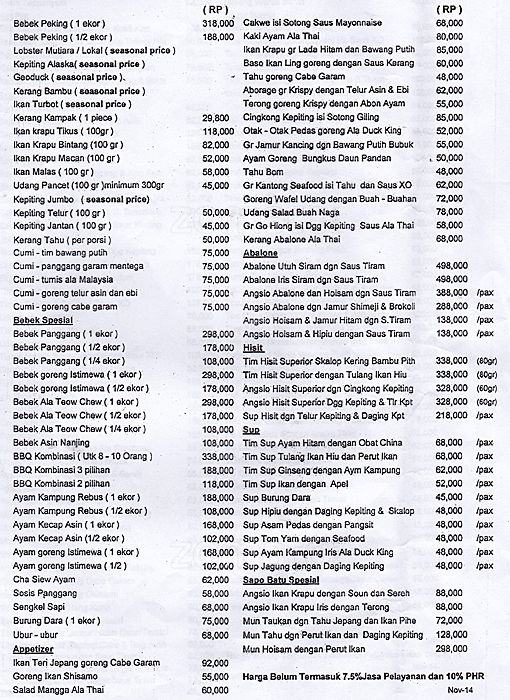 ( RP )
Bebek Peking ( 1 ekor ) 318,000
Bebek Peking ( 1/2 ekor ) 188,000
Lobster Mutiara / Lokal ( seasonal price )
Kepiting Alaska( seasonal price )
Geoduck ( seasonal price ).
Kerang Bambu ( seasonal price )
Ikan Turbot ( seasonal price )
Kerang Kampak ( 1 piece ) 29,800
Ikan krapu Tikus ( 100gr ) 118,000
Ikan Krapu Bintang (100 gr ) 82,000
Ikan Krapu Macan (100 gr ) 52,000
Ikan Malas ( 100 gr ) 58,000
Udang Pancet (100 gr )minimum 300gr 45,000
Kepiting Jumbo ( seasonal price)
Kepiting Telur ( 100 gr ) 50,000
Kepiting Jantan ( 100 gr ) 45,000
Kerang Tahu ( per porsi ) 50,000
Cumi - tim bawang putih 75,000
Cumi - panggang garam mentega 75,000
Cumi - tumis ala Malaysia 75,000
Cumi - goreng telur asin dan ebi 75,000
Cumi - goreng cabe garam 75,000
Bebek Spesial
Bebek Panggang ( 1 ekor ) 298,000
Bebek Panggang ( 1/2 ekor ) 178,000
Bebek Panggang ( 1/4 ekor ) 108,000
Bebek goreng Istimewa ( 1 ekor ) 298,000
Bebek goreng Istimewa ( 1/2 ekor ) 178,000
Bebek Ala Teow Chew ( 1 ekor ) 298,000
Bebek Ala Teow Chew ( 1/2 ekor ) 178,000
Bebek Ala Teow Chew ( 1/4 ekor ) 108,000
Bebek Asin Nanjing 108,000
BBQ Kombinasi ( Utk 8 - 10 Orang ) 338,000
BBQ Kombinasi 3 pilihan 188,000
BBQ Kombinasi 2 pilihan 118,000
Ayam Kampung Rebus ( 1 ekor ) 188,000
Ayam Kampung Rebus ( 1/2 ekor ) 108,000
Ayam Kecap Asin ( 1 ekor ) 168,000
Ayam Kecap Asin (1/2 ekor ) 102,000
Ayam goreng Istimewa ( 1 ekor ) 168,000
Ayam goreng Istimewa ( 1/2 ) 102,000
Cha Siew Ayam 62,000
Sosis Panggang 58,000
Sengkel Sapi 68,000
Burung Dara ( 1 ekor ) 75,000
Ubur - ubur 68,000
Appetizer
Ikan Teri Jepang goreng Cabe Garam 92,000
Goreng Ikan Shisamo 55,000
Salad Mangga Ala Thai 60,000
( RP )
Cakwe isi Sotong Saus Mayonnaise 68,000
Kaki Ayam Ala Thai 80,000
Ikan Krapu gr Lada Hitam dan Bawang Putih 85,000
Baso Ikan Ling goreng dengan Saus Kerang 60,000
Tahu goreng Cabe Garam 48,000
Aborage gr Krispy dengan Telur Asin & Ebi 62,000
Terong goreng Krispy dengan Abon Ayam 55,000
Cingkong Kepiting isi Sotong Giling 85,000
Otak - Otak Pedas goreng Ala Duck King 52,000
Gr Jamur Kancing dgn Bawang Putih Bubuk 55,000
Ayam Goreng Bungkus Daun Pandan 50,000
Tahu Bom 48,000
Gr Kantong Seafood isi Tahu dan Saus XO 62,000
Goreng Wafel Udang dengan Buah - Buahan 72,000
Udang Salad Buah Naga 78,000
Gr Go Hiong isi Dgg Kepiting Saus Ala Thai 58,000
Kerang Abalone Ala Thai 68,000
Abalone
Abalone Utuh Siram dgn Saus Tiram 498,000
Abalone Iris Siram dgn Saus Tiram 498,000
Angsio Abalone dan Hoisam dgn Saus Tiram 388,000 /pax
Angsio Abalone dgn Jamur Shimeji & Brokoli 288,000 /pax
Angsio Hoisam & Jamur Hitam dgn S.Tiram 138,000 /pax
Angsio Hoisam & Hipiu dengan Saus Tiram 138,000 /pax
Hisit
Tim Hisit Superior Skalop Kering Bambu Pith 338,000 (60gr)
Tim Hisit Superior dengan Tulang Ikan Hiu 338,000 (60gr)
Angsio Hisit Superior dgn Cingkong Kepiting 328,000 (60gr)
Angsio Hisit Superior Dgg Kepiting & Tlr Kpt 328,000 (60gr)
Sup Hisit dgn Telur Kepiting & Daging Kpt 218,000 /pax
Sup
Tim Sup Ayam Hitam dengan Obat China 68,000 /pax
Tim Sup Tulang Ikan Hiu dan Perut Ikan 68,000 /pax
Tim Sup Ginseng dengan Aym Kampung 62,000 /pax
Tim Sup Ikan dengan Apel 52,000 /pax
Sup Burung Dara 45,000 /pax
Sup Hipiu dengan Daging Kepiting & Skalop 48,000 /pax
Sup Asam Pedas dengan Pangsit 48,000 /pax
Sup Tom Yam dengan Seafood 48,000 /pax
Sup Ayam Kampung Iris Ala Duck King 48,000 /pax
Sup Jagung dengan Daging Kepiting 48,000 /pax
Sapo Batu Spesial
Angsio Ikan Krapu dengan Soun dan Sereh 88,000
Angsio Ikan Krapu Iris dengan Terong 88,000
Mun Taukan dgn Tahu Jepang dan Ikan Pihe 72,000
Mun Tahu dgn Perut Ikan dan Daging Kepiting 128,000
Mun Hoisam dengan Perut Ikan 298,000
Harga Belum Termasuk 7.5%Jasa Pelayanan dan 10% PHR
Nov-14